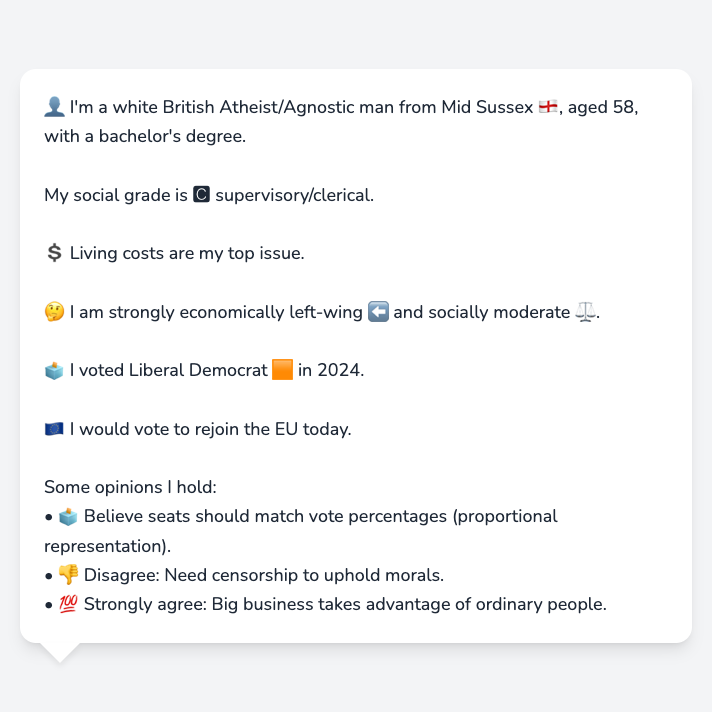 👤 I'm a white British Atheist/Agnostic man from Mid Sussex 🏴󠁧󠁢󠁥󠁮󠁧󠁿, aged 58,
with a bachelor's degree.
My social grade is 🅲 supervisory/clerical.
💲 Living costs are my top issue.
🤔 I am strongly economically left-wing ⬅️ and socially moderate ⚖️.
🗳️ I voted Liberal Democrat 🟧 in 2024.
🇪🇺 I would vote to rejoin the EU today.
Some opinions I hold:
• 🗳️ Believe seats should match vote percentages (proportional
representation).
• 👎 Disagree: Need censorship to uphold morals.
• 💯 Strongly agree: Big business takes advantage of ordinary people.